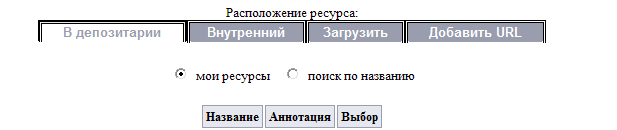 Расположение ресурса:
В депозитарии Внутренний Загрузить Добавить URL
мои ресурсы поиск по названию
Название Аннотация Выбор